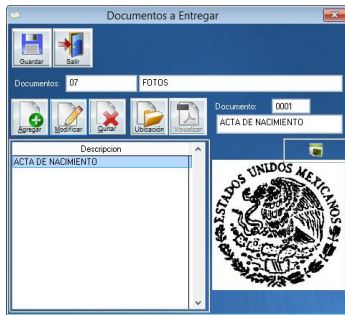 Documentos a Entregar
Guardar
Salir
Documentos: 07 FOTOS
Agregar
Modificar
Quitar
Ubicación
Visualizar
Documento: 0001
ACTA DE NACIMIENTO
Descripcion
ACTA DE NACIMIENTO
ESTADOS UNIDOS MEXICANOS